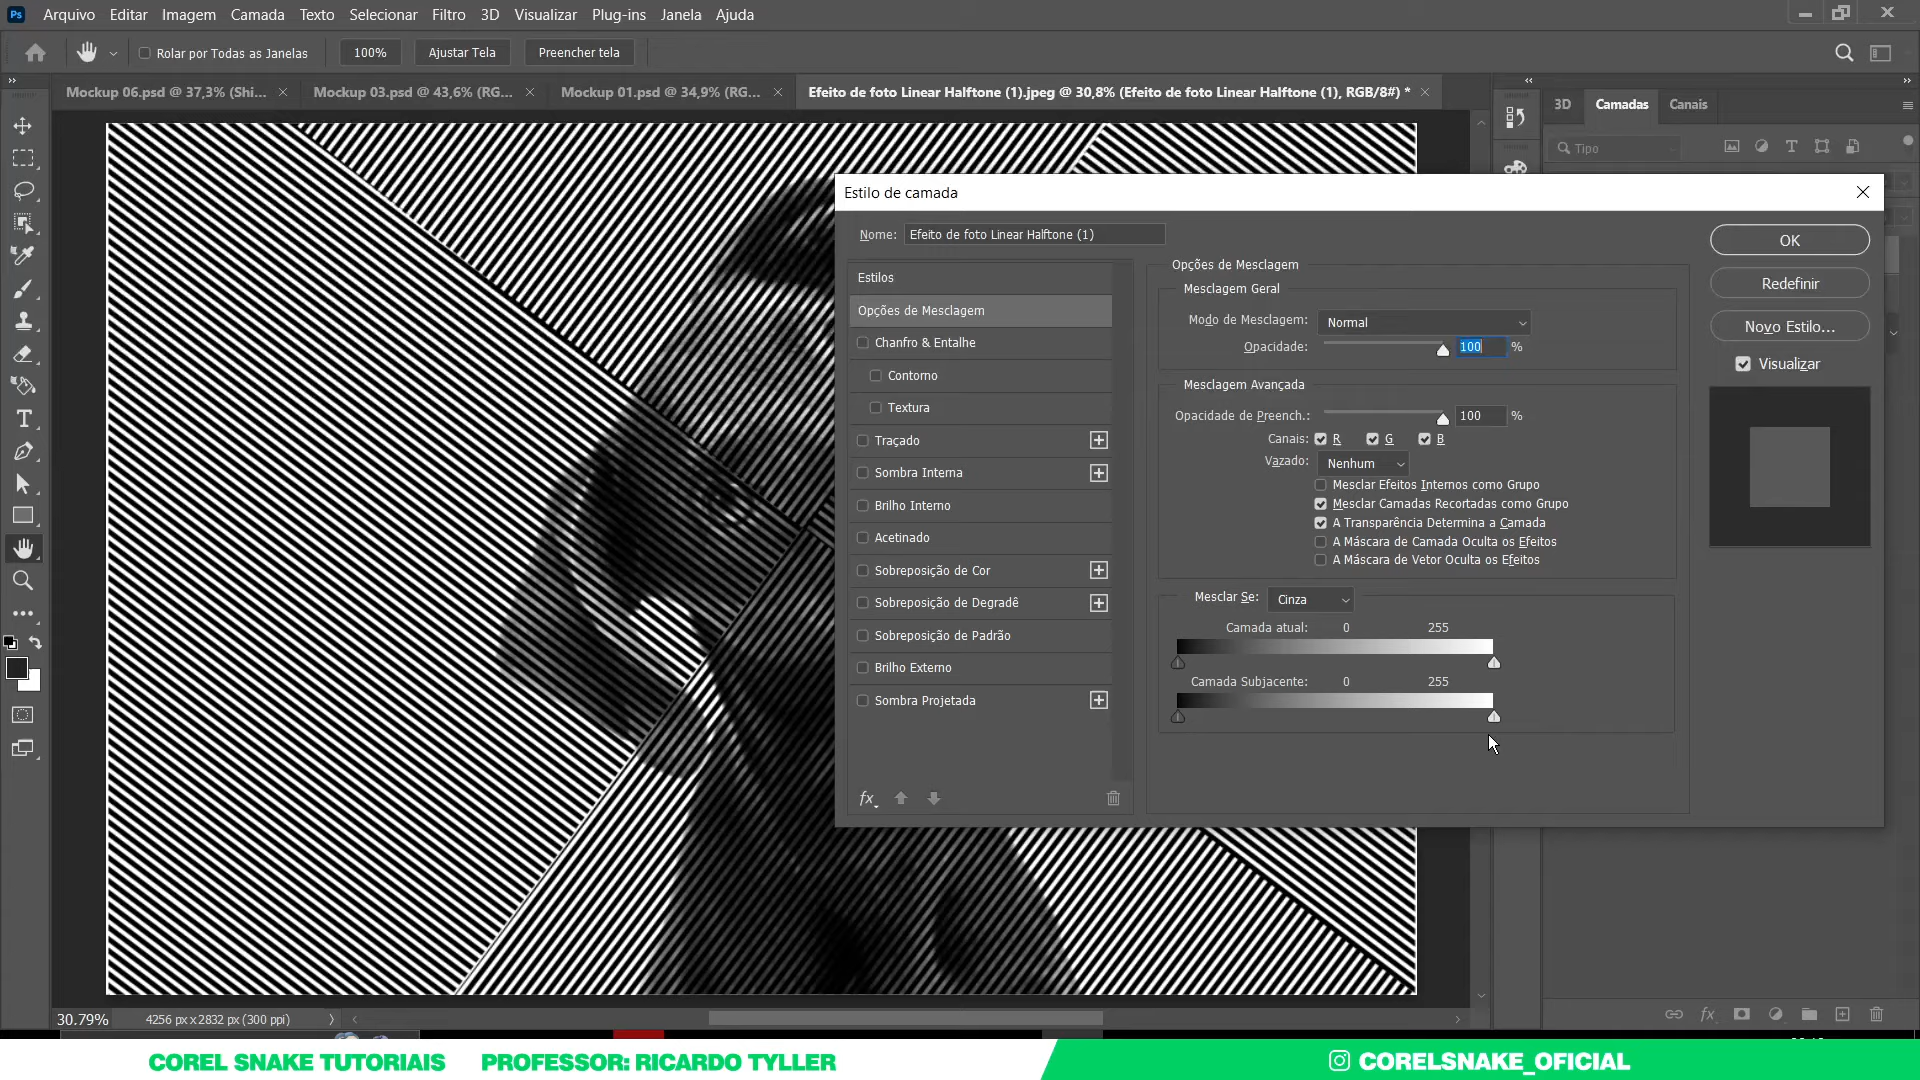 Ps Arquivo Editar Imagem Camada Texto Selecionar Filtro 3D Visualizar Plug-ins Janela Ajuda
Rolar por Todas as Janelas 100% Ajustar Tela Preencher tela
Mockup 06.psd @ 37,3% (Shi... Mockup 03.psd @ 43,6% (RG... Mockup 01.psd @ 34,9% (RG... Efeito de foto Linear Halftone (1).jpeg @ 30,8% (Efeito de foto Linear Halftone (1), RGB/8#) *
3D Camadas Canais
Tipo
Estilo de camada
Nome: Efeito de foto Linear Halftone (1)
OK
Redefinir
Novo Estilo...
Visualizar
Estilos
Opções de Mesclagem
Chanfro & Entalhe
Contorno
Textura
Traçado
Sombra Interna
Brilho Interno
Acetinado
Sobreposição de Cor
Sobreposição de Degradê
Sobreposição de Padrão
Brilho Externo
Sombra Projetada
fx
Opções de Mesclagem
Mesclagem Geral
Modo de Mesclagem: Normal
Opacidade: 100 %
Mesclagem Avançada
Opacidade de Preench.: 100 %
Canais: R G B
Vazado: Nenhum
Mesclar Efeitos Internos como Grupo
Mesclar Camadas Recortadas como Grupo
A Transparência Determina a Camada
A Máscara de Camada Oculta os Efeitos
A Máscara de Vetor Oculta os Efeitos
Mesclar Se: Cinza
Camada atual: 0 255
Camada Subjacente: 0 255
30.79% 4256 px x 2832 px (300 ppi)
fx
COREL SNAKE TUTORIAIS PROFESSOR: RICARDO TYLLER CORELSNAKE_OFICIAL